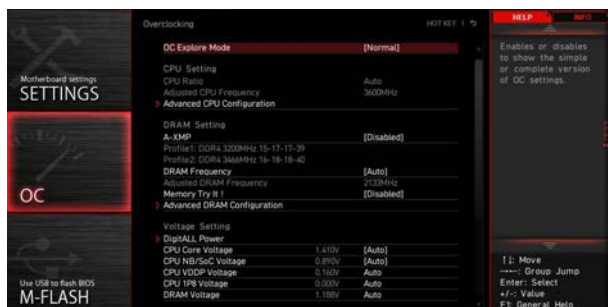 Overclocking
HOT KEY
HELP
INFO
OC Explore Mode [Normal]
Enables or disables
to show the simple
or complete version
of OC settings.
CPU Setting
CPU Ratio Auto
Adjusted CPU Frequency 3600MHz
Advanced CPU Configuration
Motherboard settings
SETTINGS
DRAM Setting
A-XMP [Disabled]
Profile1: DDR4 3200MHz 15-17-17-39
Profile2: DDR4 3466MHz 16-18-18-40
DRAM Frequency [Auto]
Adjusted DRAM Frequency 2133MHz
Memory Try It ! [Disabled]
Advanced DRAM Configuration
OC
Voltage Setting
DigitALL Power
CPU Core Voltage 1.410V [Auto]
CPU NB/SoC Voltage 0.890V [Auto]
CPU VDDP Voltage 0.160V Auto
CPU 1P8 Voltage 0.000V Auto
DRAM Voltage 1.188V Auto
Use USB to flash BIOS
M-FLASH
Move
Group Jump
Enter: Select
+/-: Value
F1: General Help